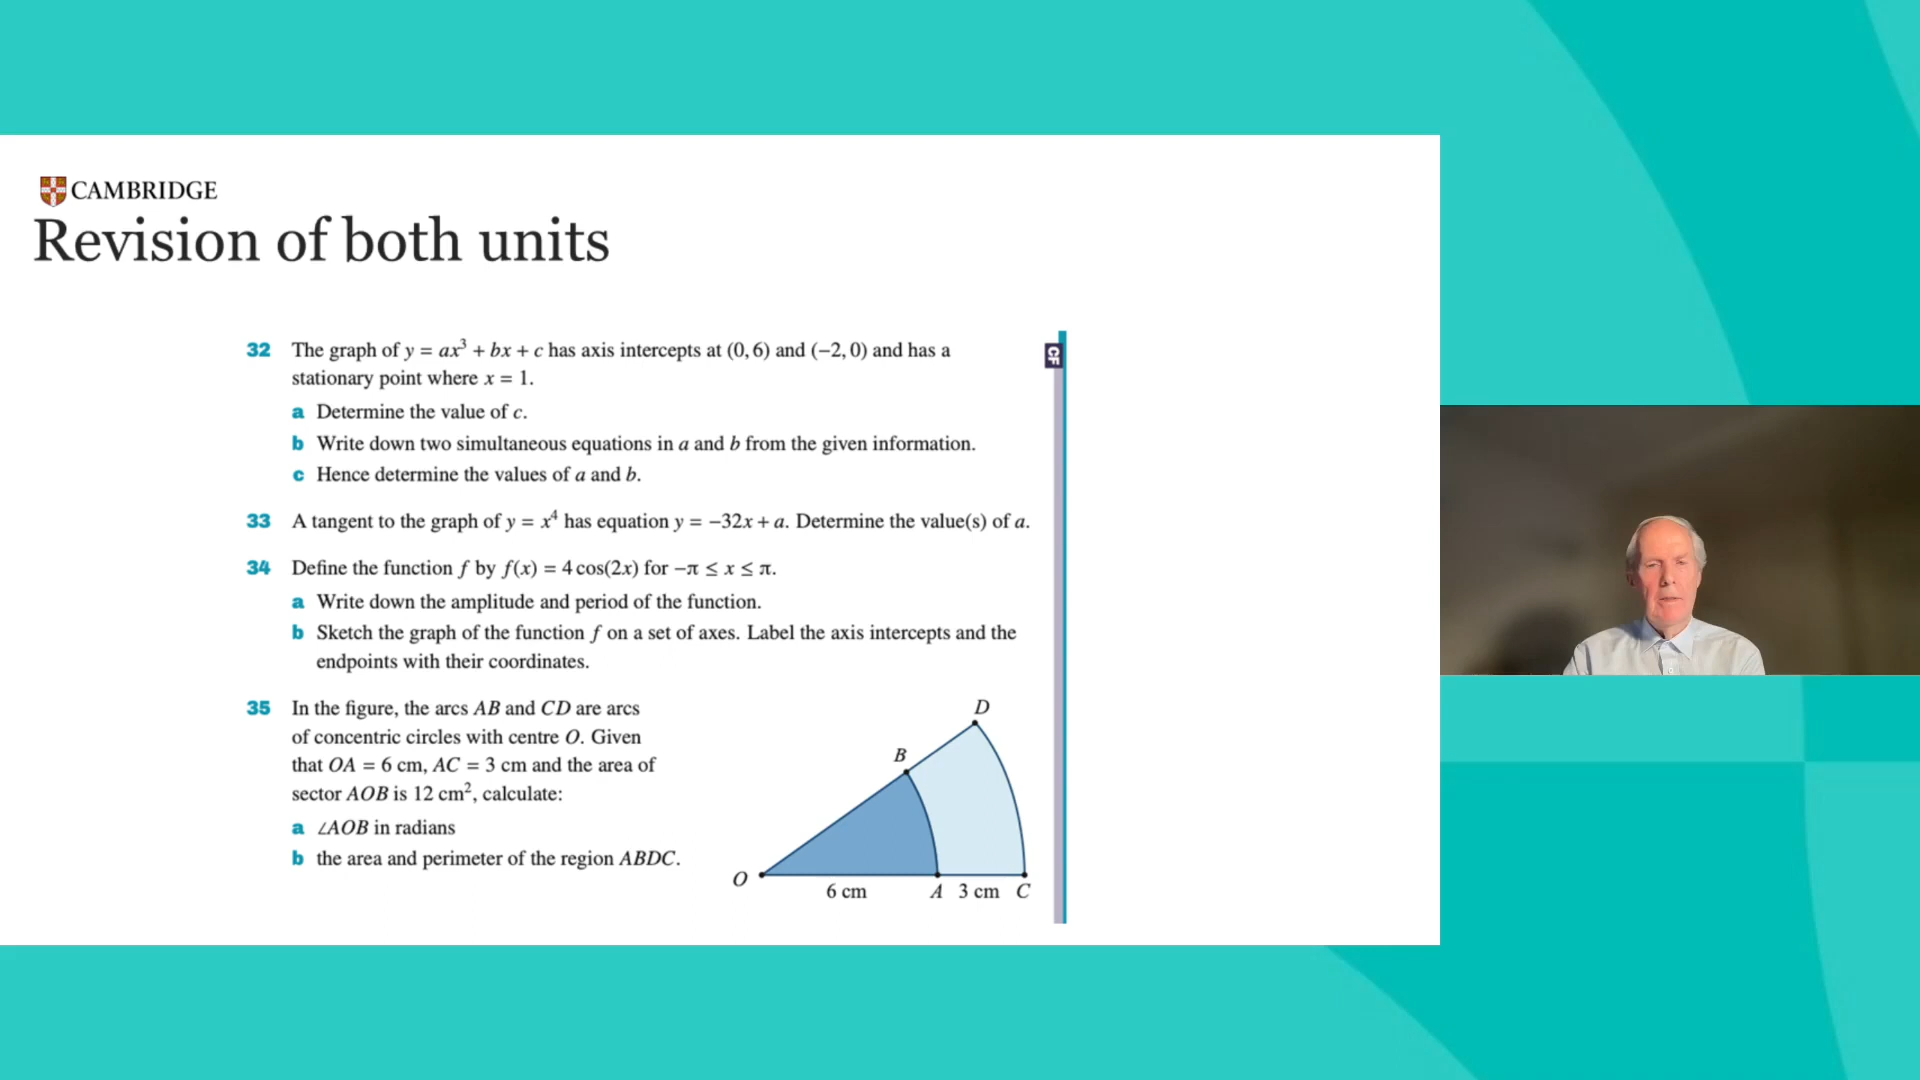 CAMBRIDGE
Revision of both units
32 The graph of y = ax³ + bx + c has axis intercepts at (0, 6) and (−2, 0) and has a
stationary point where x = 1.
a Determine the value of c.
b Write down two simultaneous equations in a and b from the given information.
c Hence determine the values of a and b.
CF
33 A tangent to the graph of y = x⁴ has equation y = −32x + a. Determine the value(s) of a.
34 Define the function f by f(x) = 4 cos(2x) for −π ≤ x ≤ π.
a Write down the amplitude and period of the function.
b Sketch the graph of the function f on a set of axes. Label the axis intercepts and the
endpoints with their coordinates.
35 In the figure, the arcs AB and CD are arcs
of concentric circles with centre O. Given
that OA = 6 cm, AC = 3 cm and the area of
sector AOB is 12 cm², calculate:
a ∠AOB in radians
b the area and perimeter of the region ABDC.
D
B
O
6 cm
A
3 cm
C